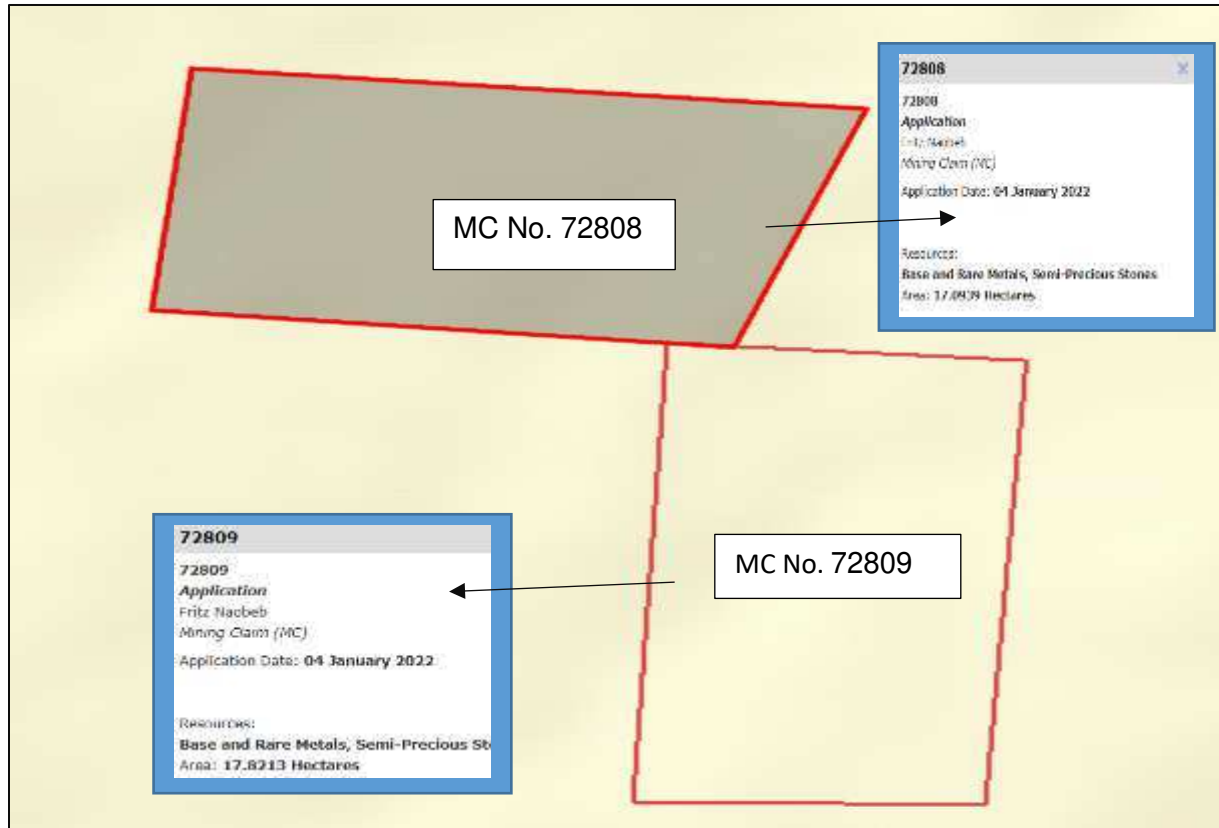 72808
72808
Application
Fritz Naobeb
Mining Claim (MC)
Application Date: 04 January 2022
Resources:
Base and Rare Metals, Semi-Precious Stones
Area: 17.0939 Hectares
MC No. 72808
MC No. 72809
72809
72809
Application
Fritz Naobeb
Mining Claim (MC)
Application Date: 04 January 2022
Resources:
Base and Rare Metals, Semi-Precious St
Area: 17.8213 Hectares